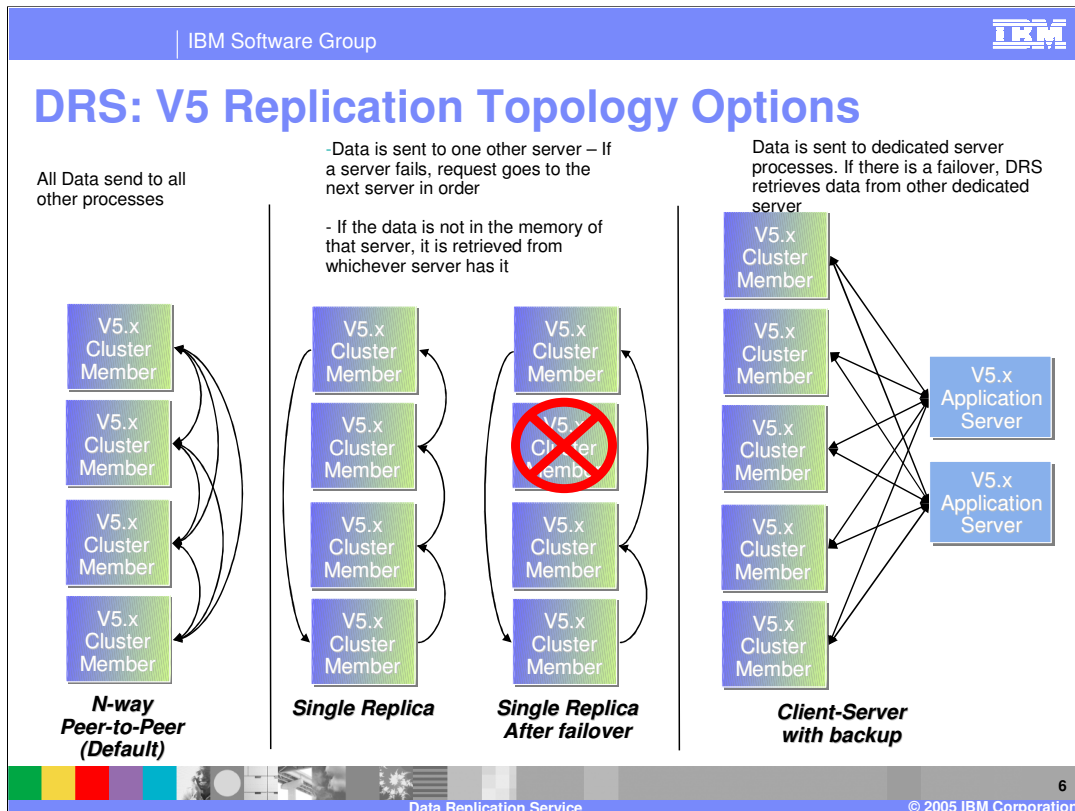 IBM Software Group
IBM
DRS: V5 Replication Topology Options
All Data send to all
other processes
-Data is sent to one other server – If
a server fails, request goes to the
next server in order
- If the data is not in the memory of
that server, it is retrieved from
whichever server has it
Data is sent to dedicated server
processes. If there is a failover, DRS
retrieves data from other dedicated
server
V5.x
Cluster
Member
V5.x
Cluster
Member
V5.x
Cluster
Member
V5.x
Cluster
Member
N-way
Peer-to-Peer
(Default)
V5.x
Cluster
Member
V5.x
Cluster
Member
V5.x
Cluster
Member
V5.x
Cluster
Member
Single Replica
V5.x
Cluster
Member
V5.x
Cluster
Member
V5.x
Cluster
Member
V5.x
Cluster
Member
Single Replica
After failover
V5.x
Cluster
Member
V5.x
Cluster
Member
V5.x
Cluster
Member
V5.x
Cluster
Member
V5.x
Cluster
Member
V5.x
Application
Server
V5.x
Application
Server
Client-Server
with backup
6
Data Replication Service
© 2005 IBM Corporation